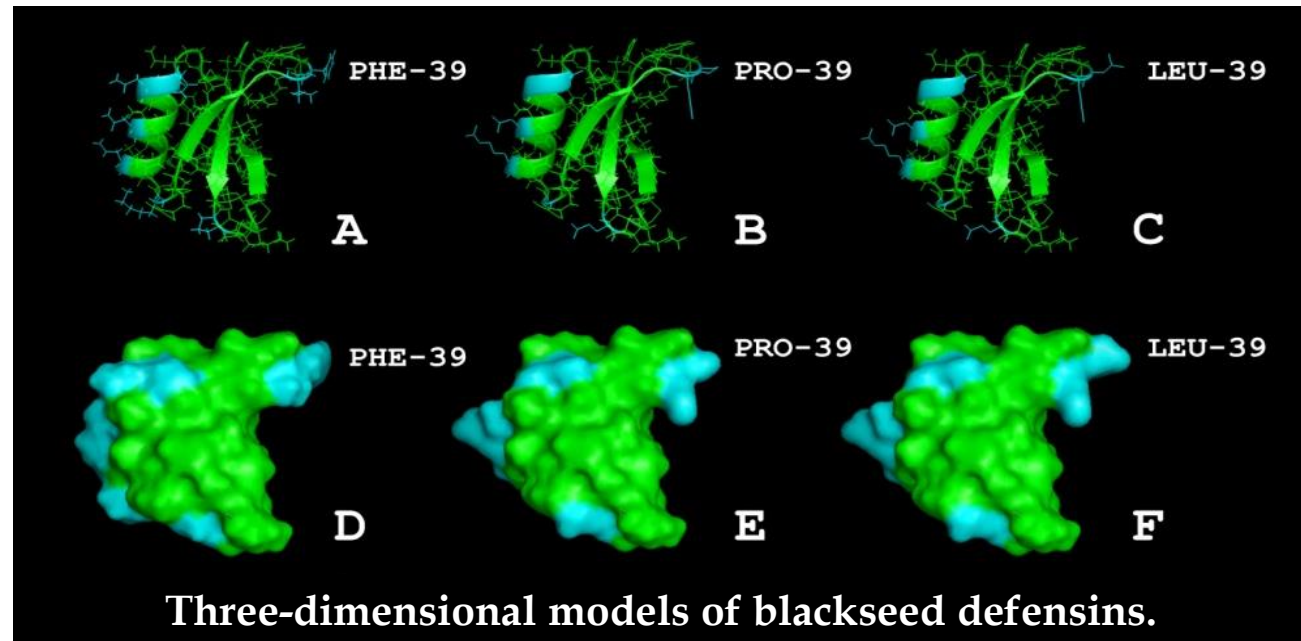 PHE-39
PRO-39
LEU-39
A
B
C
PHE-39
PRO-39
LEU-39
D
E
F
Three-dimensional models of blackseed defensins.